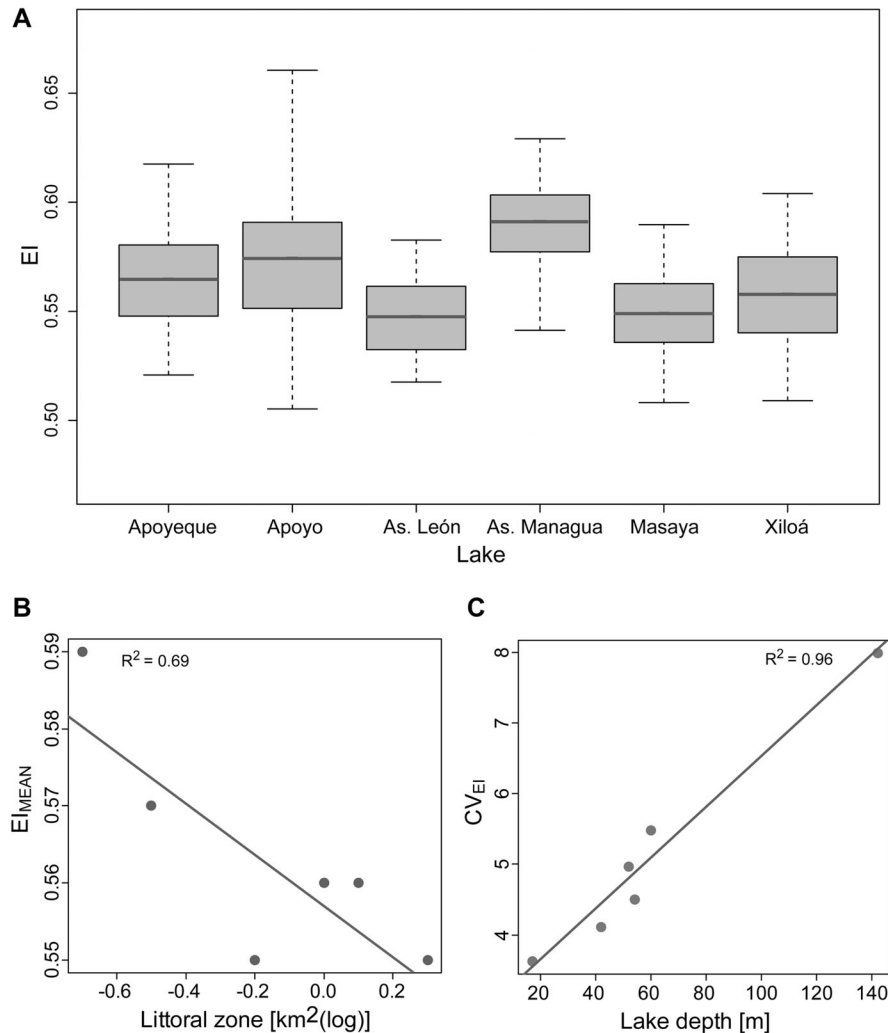 A
EI
0.65
0.60
0.55
0.50
Apoyeque Apoyo As. León As. Managua Masaya Xiloá
Lake
B
EI_MEAN
0.59
0.58
0.57
0.56
0.55
R² = 0.69
-0.6 -0.4 -0.2 0.0 0.2
Littoral zone [km²(log)]
C
CV_EI
8
7
6
5
4
R² = 0.96
20 40 60 80 100 120 140
Lake depth [m]